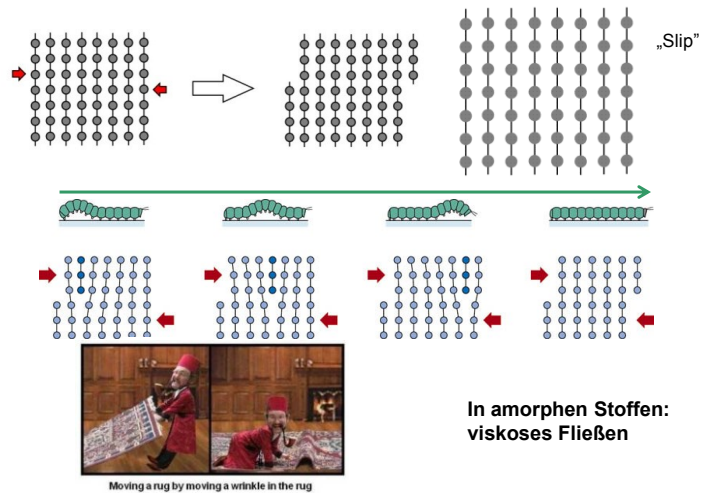 „Slip”
Moving a rug by moving a wrinkle in the rug
In amorphen Stoffen:
viskoses Fließen